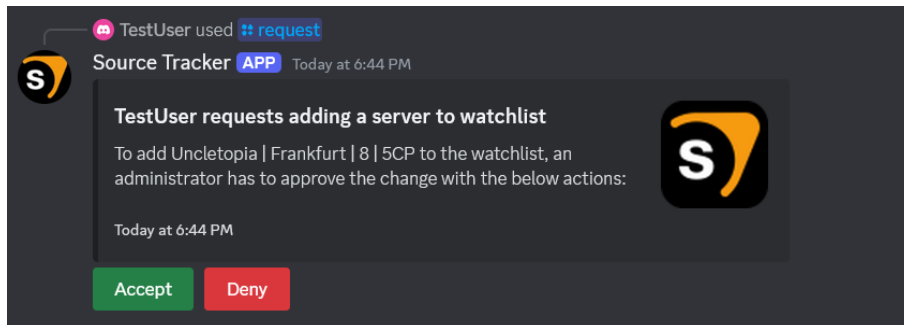 TestUser used request
Source Tracker APP Today at 6:44 PM
TestUser requests adding a server to watchlist
To add Uncletopia | Frankfurt | 8 | 5CP to the watchlist, an
administrator has to approve the change with the below actions:
Today at 6:44 PM
Accept Deny
S
S